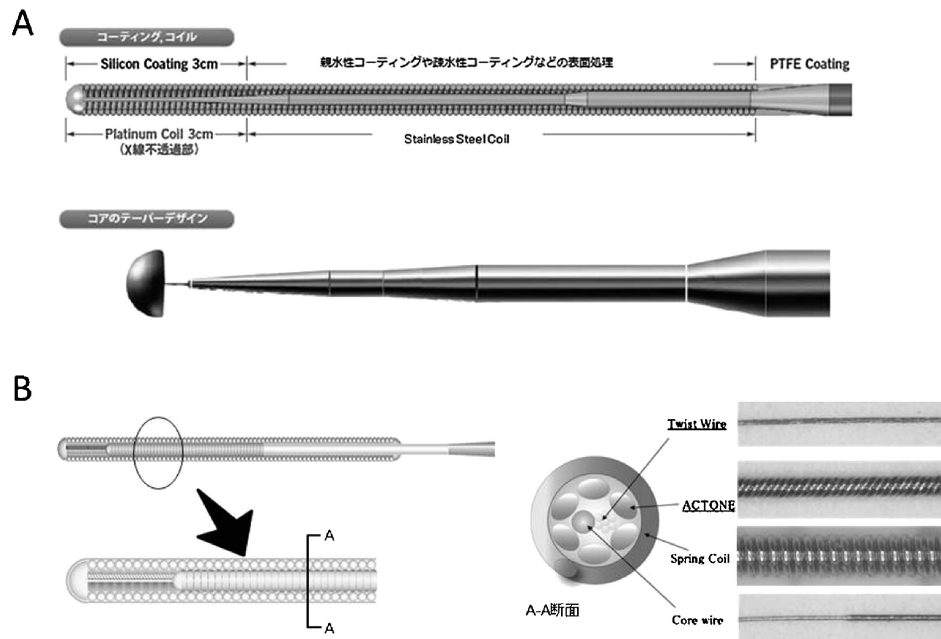 A
コーティング,コイル
Silicon Coating 3cm
親水性コーティングや疎水性コーティングなどの表面処理
PTFE Coating
Platinum Coil 3cm
(X線不透過部)
Stainless Steel Coil
コアのテーパーデザイン
B
A
A
Twist Wire
ACTONE
Spring Coil
Core wire
A-A断面